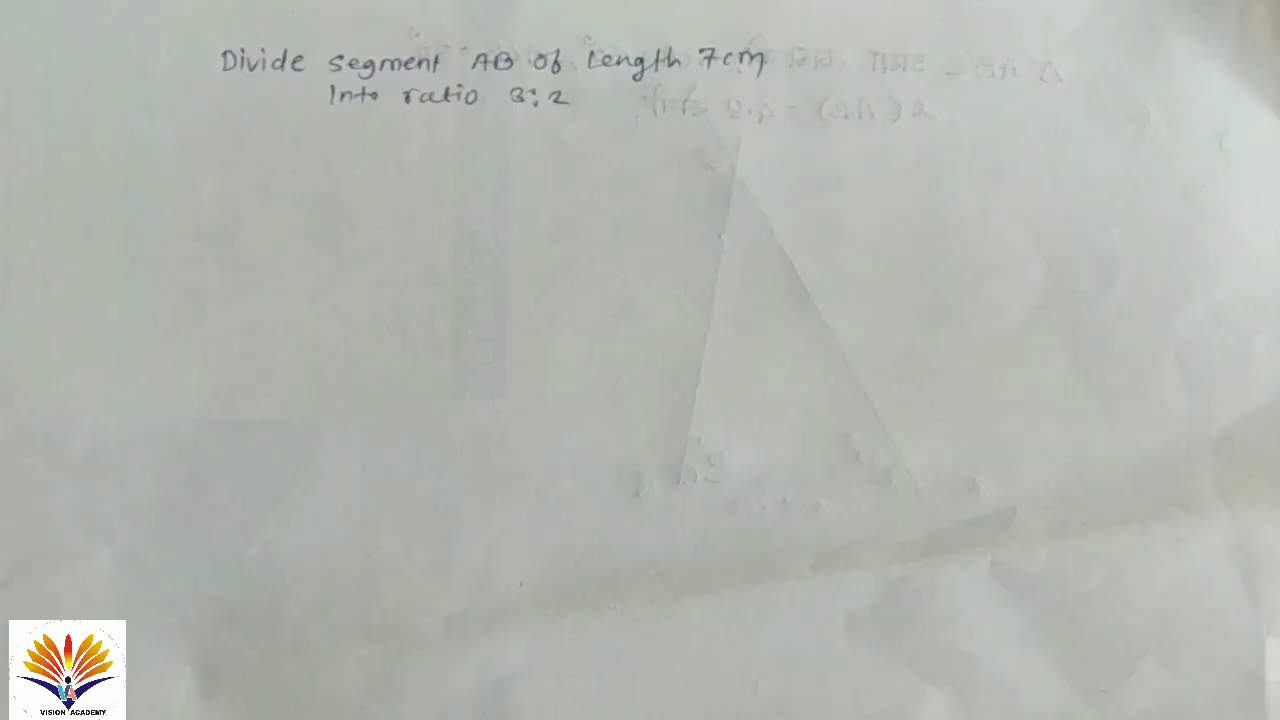 Divide segment AB of Length 7cm
Into ratio 3:2
VISION ACADEMY